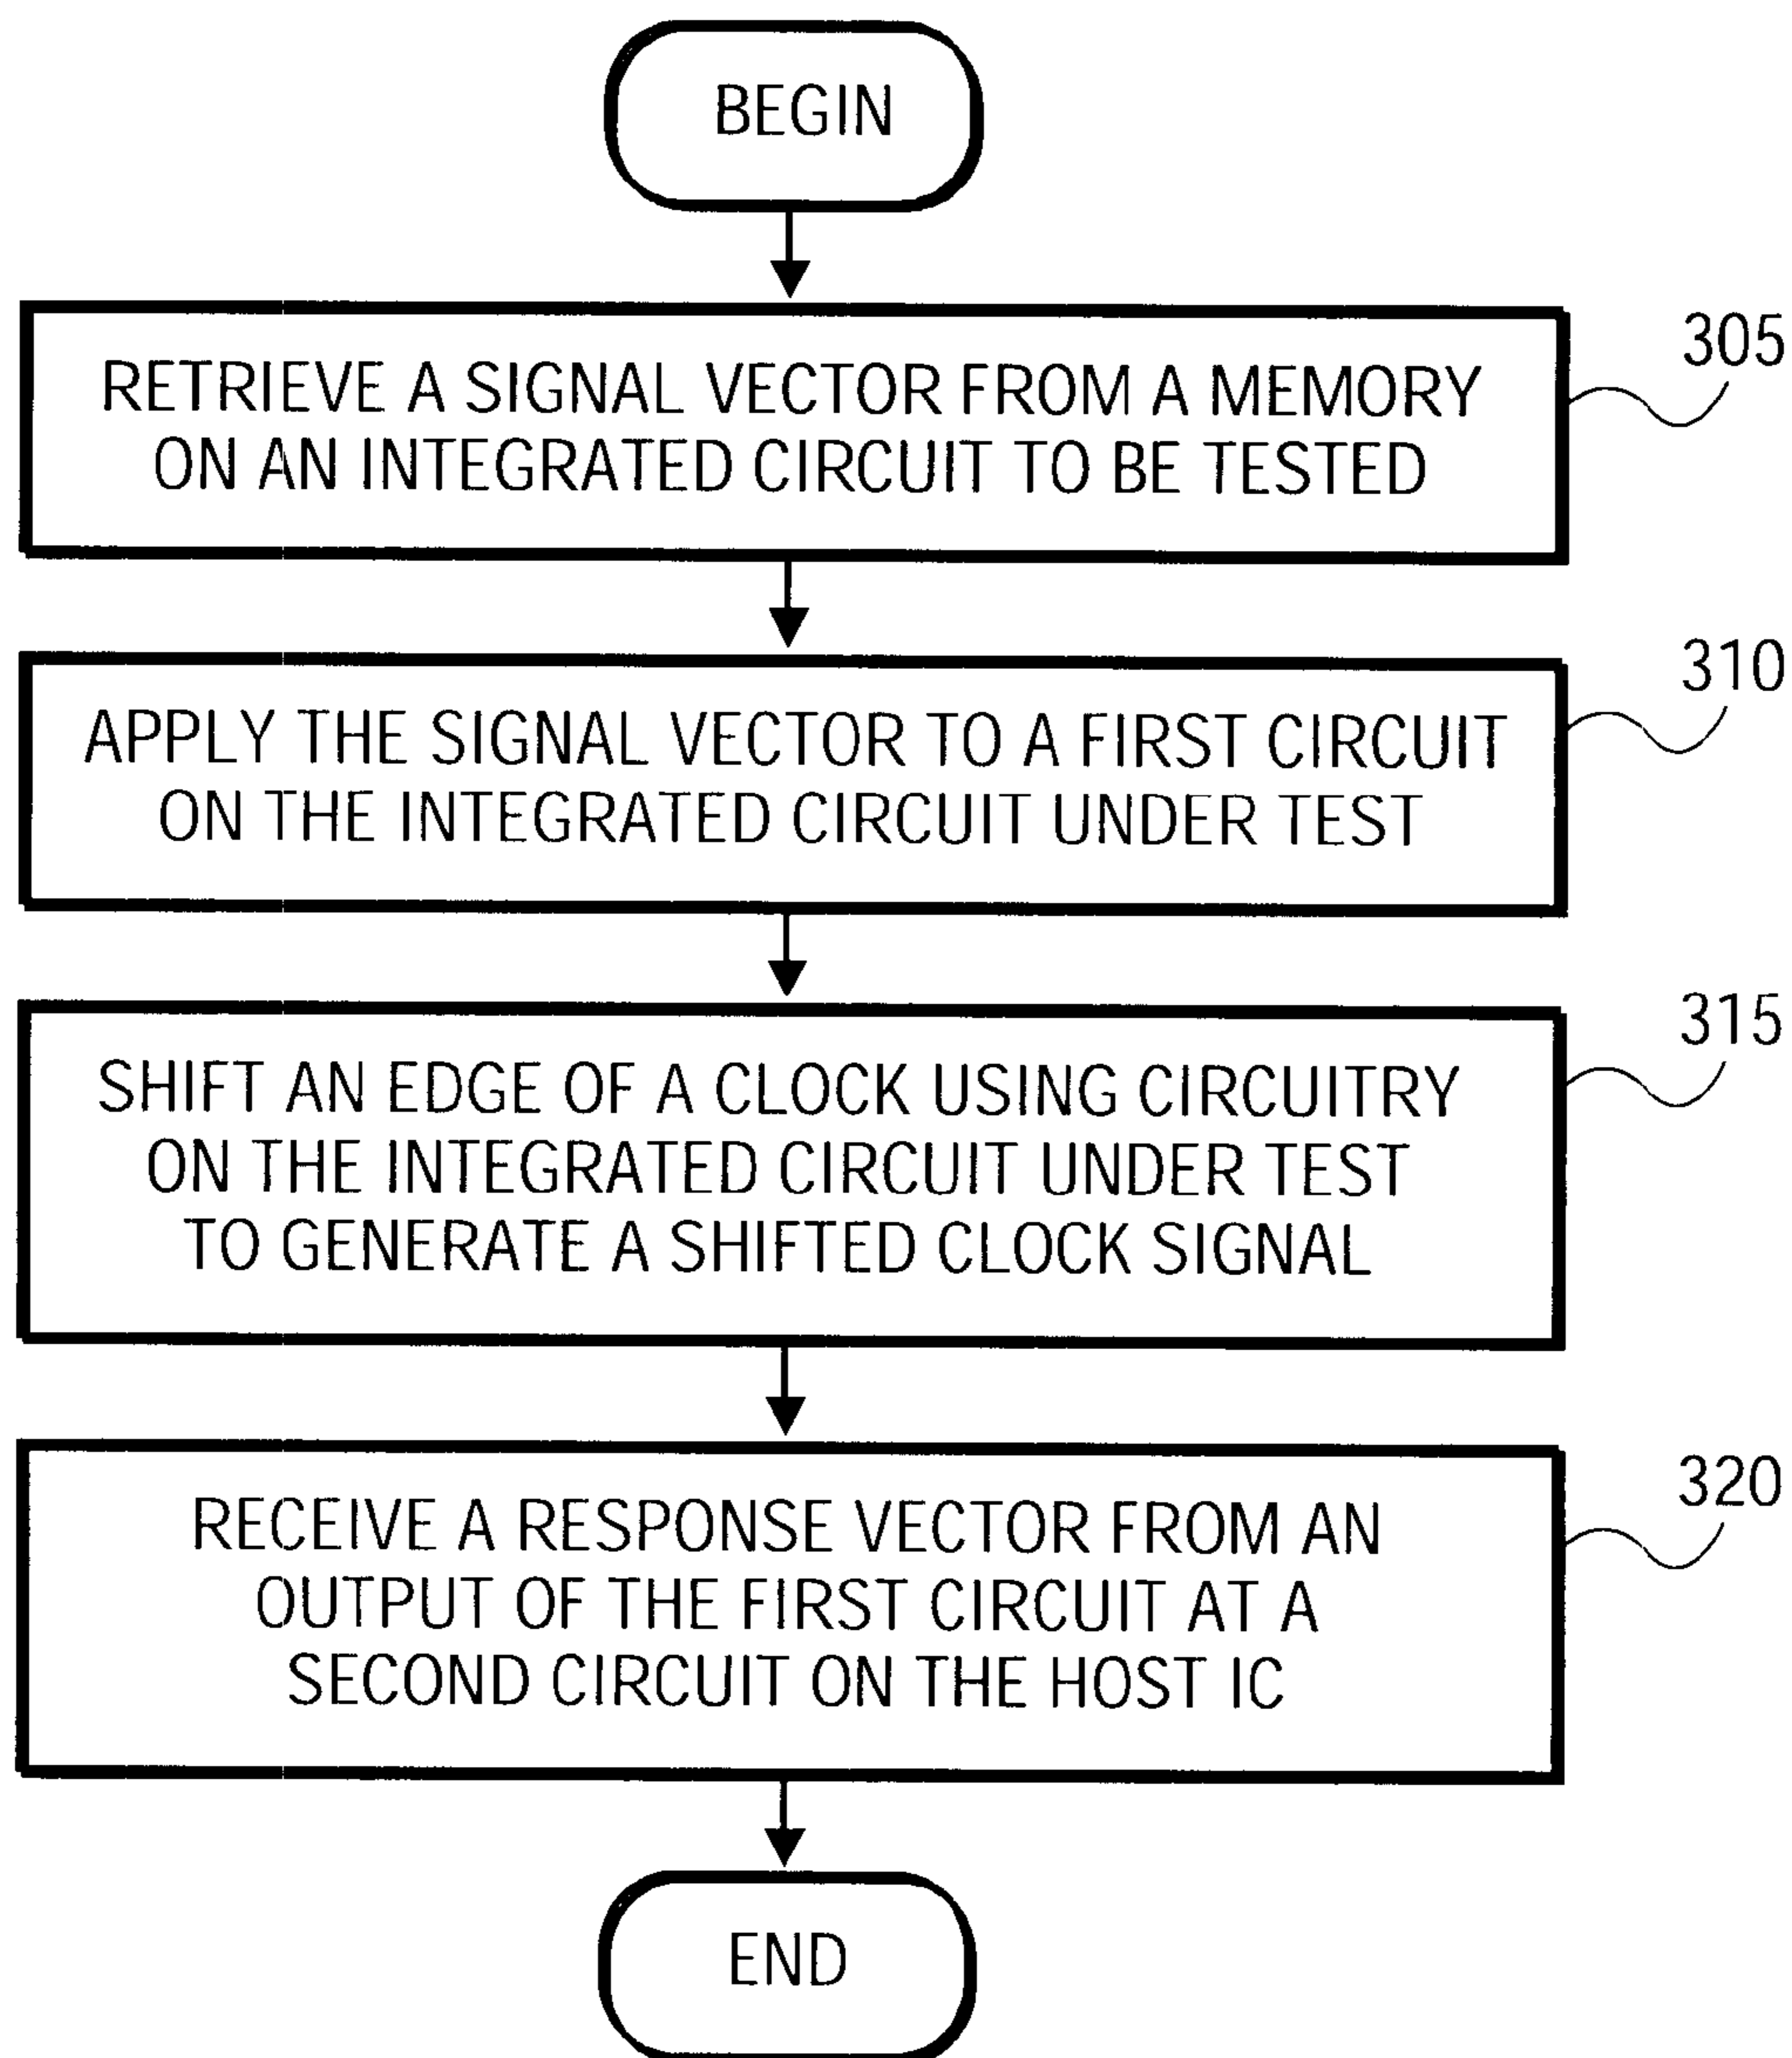 BEGIN
RETRIEVE A SIGNAL VECTOR FROM A MEMORY
ON AN INTEGRATED CIRCUIT TO BE TESTED
305
APPLY THE SIGNAL VECTOR TO A FIRST CIRCUIT
ON THE INTEGRATED CIRCUIT UNDER TEST
310
SHIFT AN EDGE OF A CLOCK USING CIRCUITRY
ON THE INTEGRATED CIRCUIT UNDER TEST
TO GENERATE A SHIFTED CLOCK SIGNAL
315
RECEIVE A RESPONSE VECTOR FROM AN
OUTPUT OF THE FIRST CIRCUIT AT A
SECOND CIRCUIT ON THE HOST IC
320
END